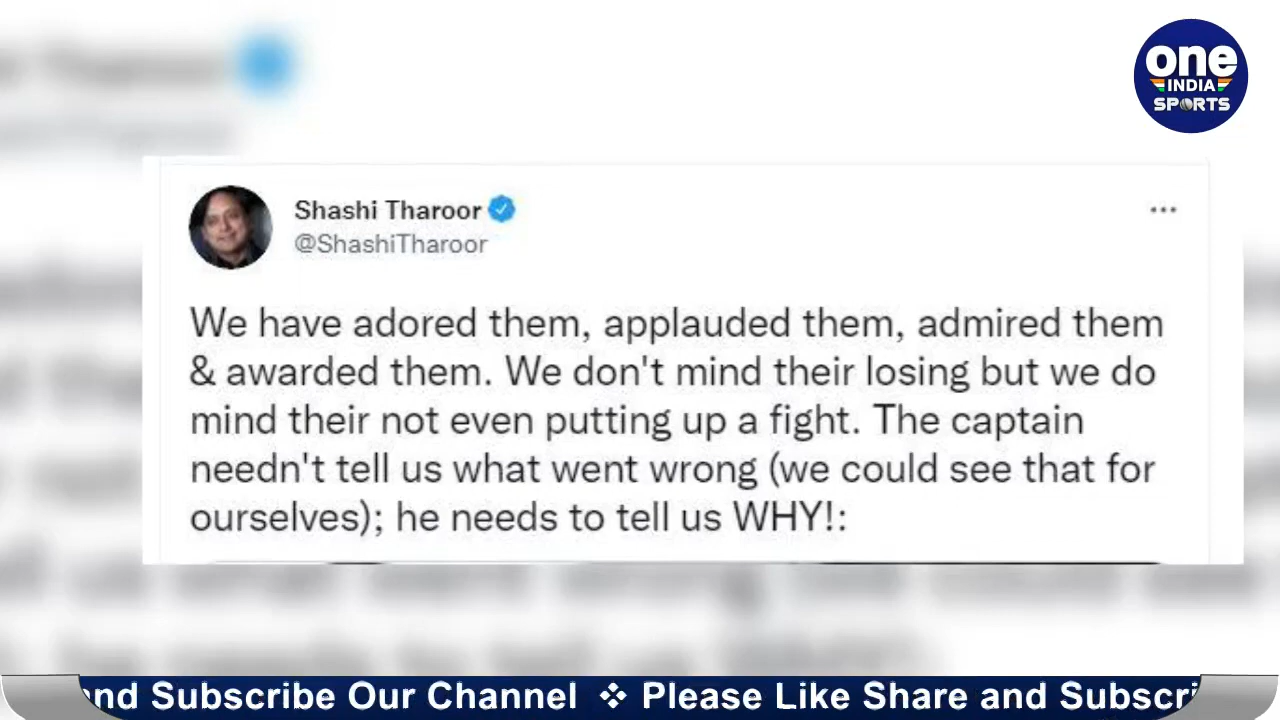 one
INDIA
SPORTS
Shashi Tharoor
@ShashiTharoor
We have adored them, applauded them, admired them
& awarded them. We don't mind their losing but we do
mind their not even putting up a fight. The captain
needn't tell us what went wrong (we could see that for
ourselves); he needs to tell us WHY!:
and Subscribe Our Channel ❖ Please Like Share and Subscri